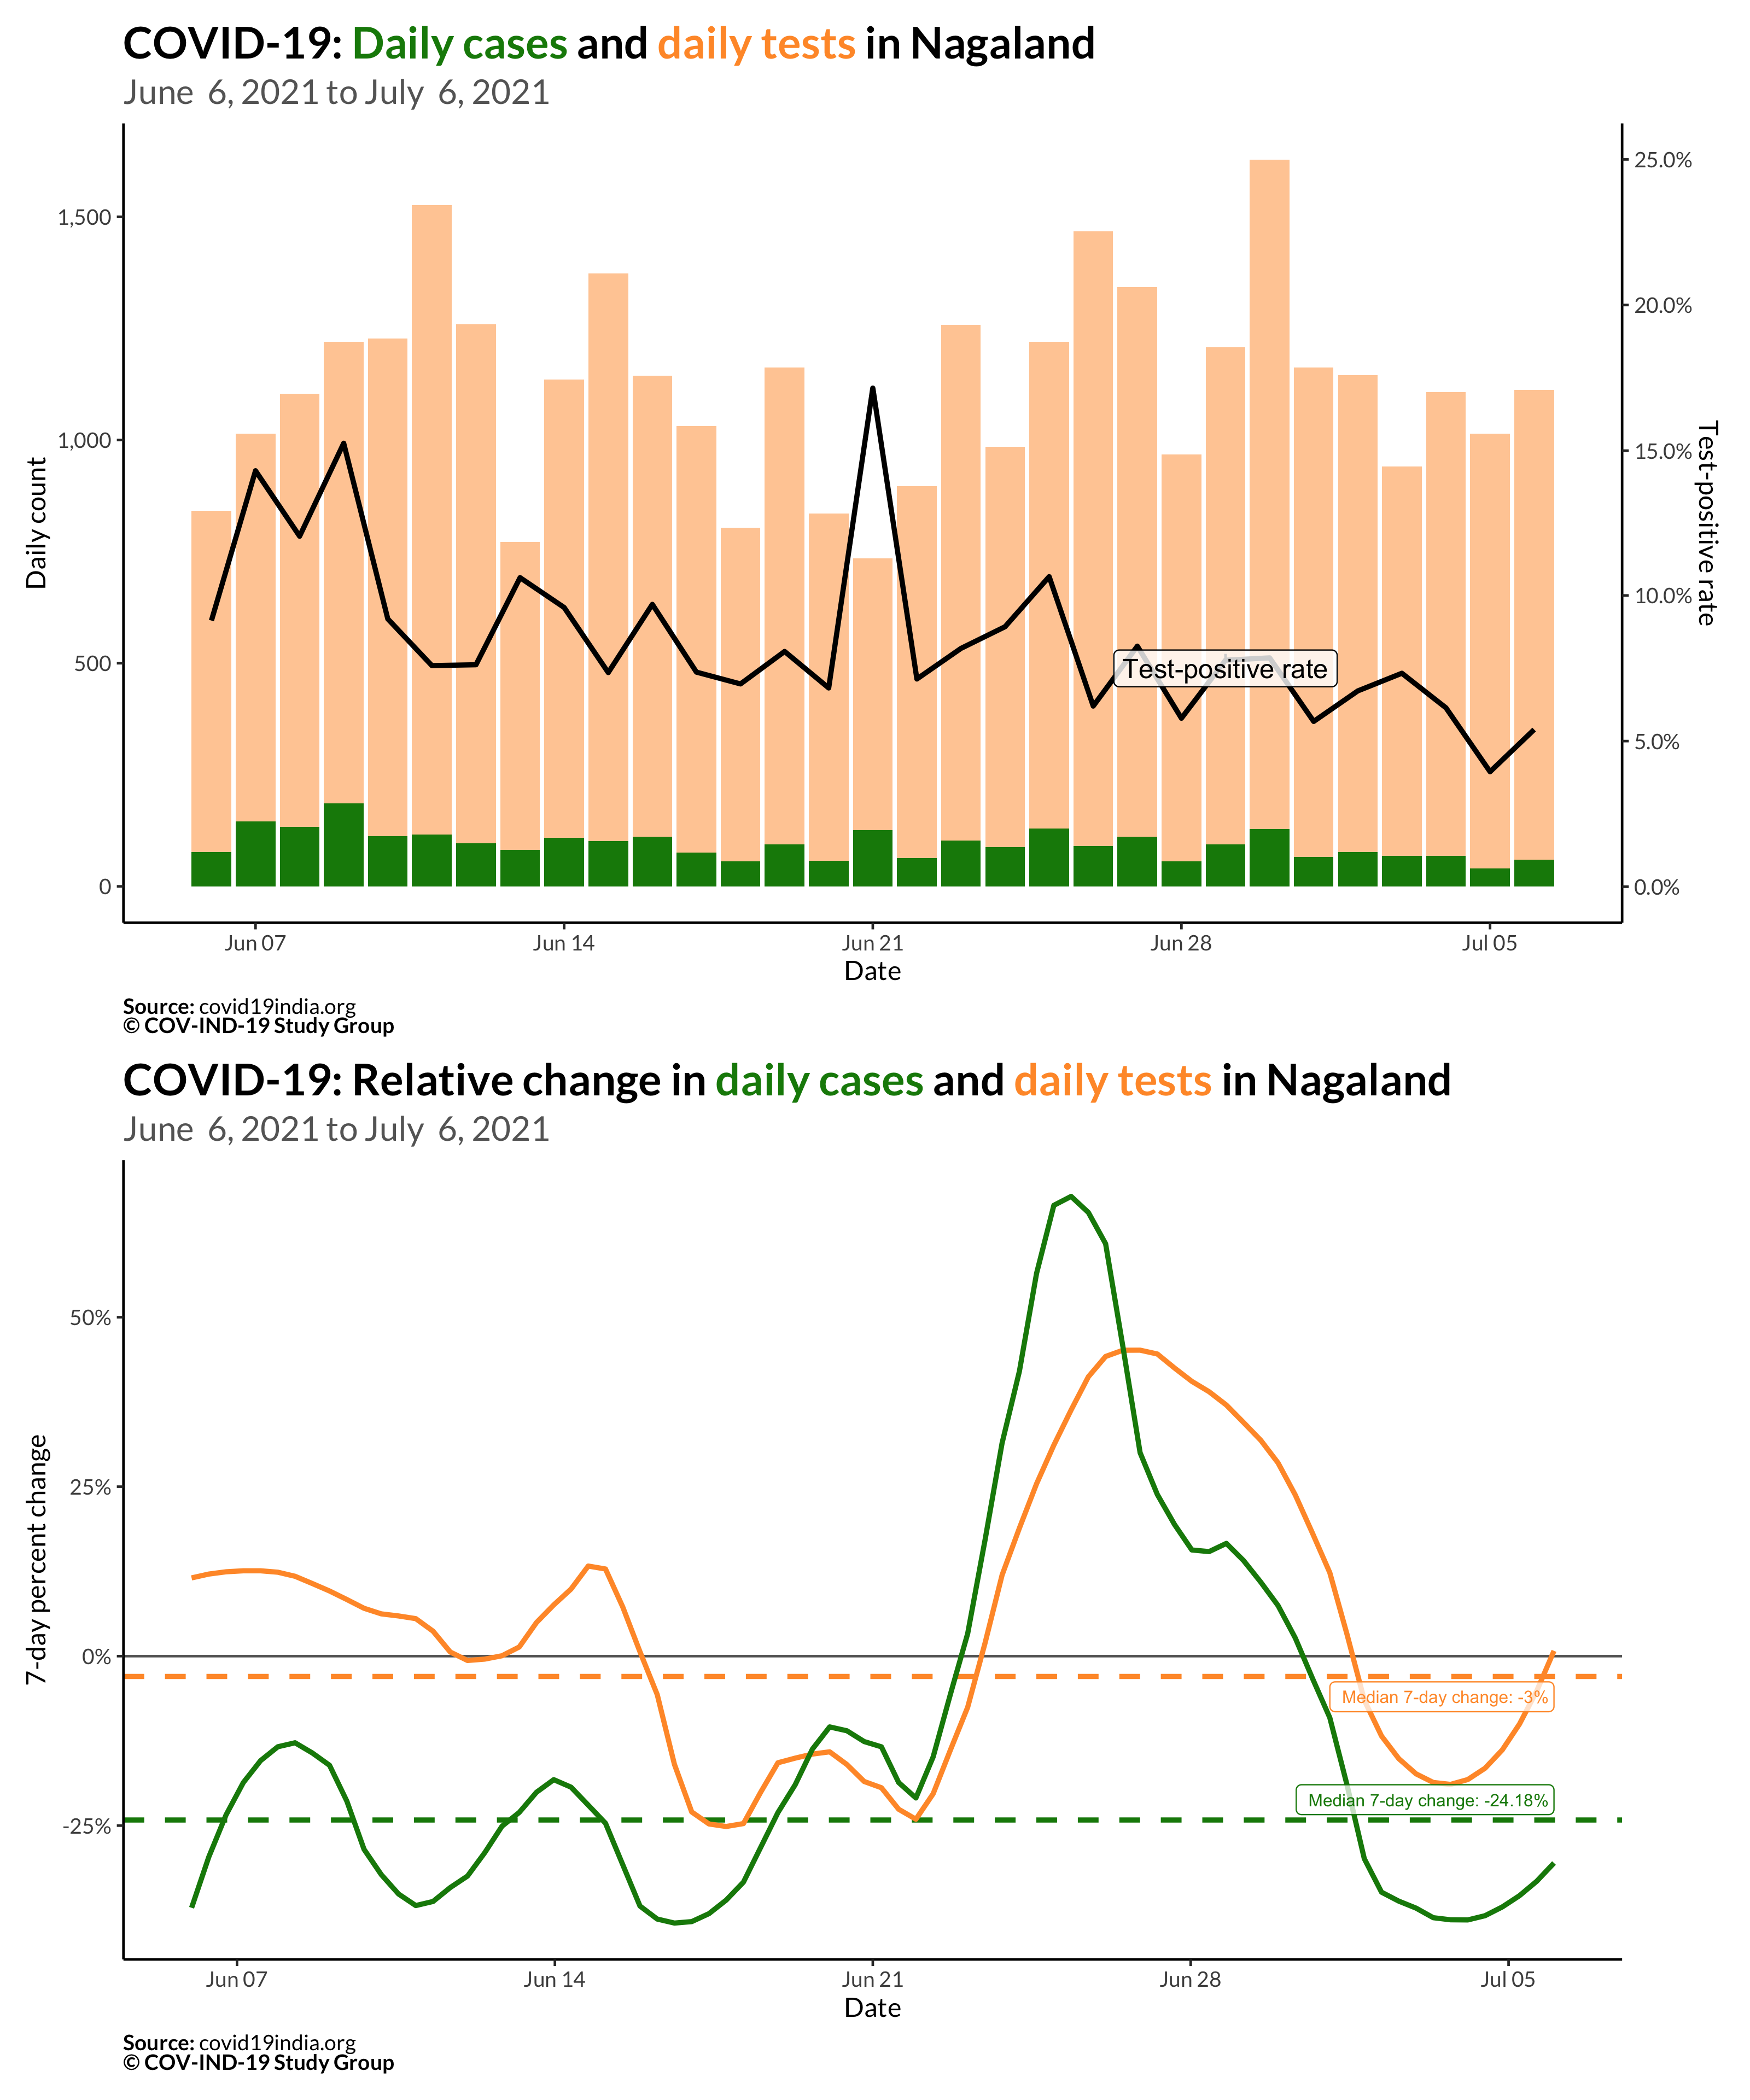 COVID-19: Daily cases and daily tests in Nagaland
June 6, 2021 to July 6, 2021
Daily count
1,500
1,000
500
0
25.0%
20.0%
15.0%
10.0%
5.0%
0.0%
Test-positive rate
Test-positive rate
Jun 07
Jun 14
Jun 21
Jun 28
Jul 05
Date
Source: covid19india.org
© COV-IND-19 Study Group
COVID-19: Relative change in daily cases and daily tests in Nagaland
June 6, 2021 to July 6, 2021
7-day percent change
50%
25%
0%
-25%
Median 7-day change: -3%
Median 7-day change: -24.18%
Jun 07
Jun 14
Jun 21
Jun 28
Jul 05
Date
Source: covid19india.org
© COV-IND-19 Study Group